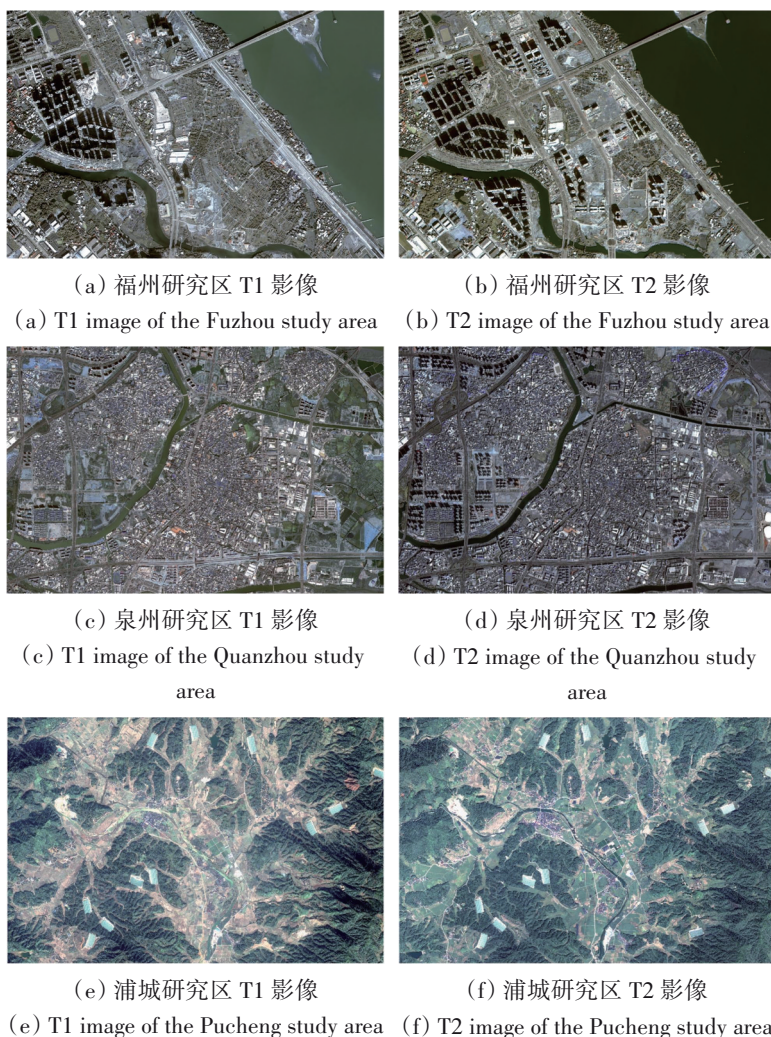 (a)福州研究区 T1 影像
(a) T1 image of the Fuzhou study area
(b)福州研究区 T2 影像
(b) T2 image of the Fuzhou study area
(c)泉州研究区 T1 影像
(c) T1 image of the Quanzhou study
area
(d)泉州研究区 T2 影像
(d) T2 image of the Quanzhou study
area
(e)浦城研究区 T1 影像
(e) T1 image of the Pucheng study area
(f)浦城研究区 T2 影像
(f) T2 image of the Pucheng study area